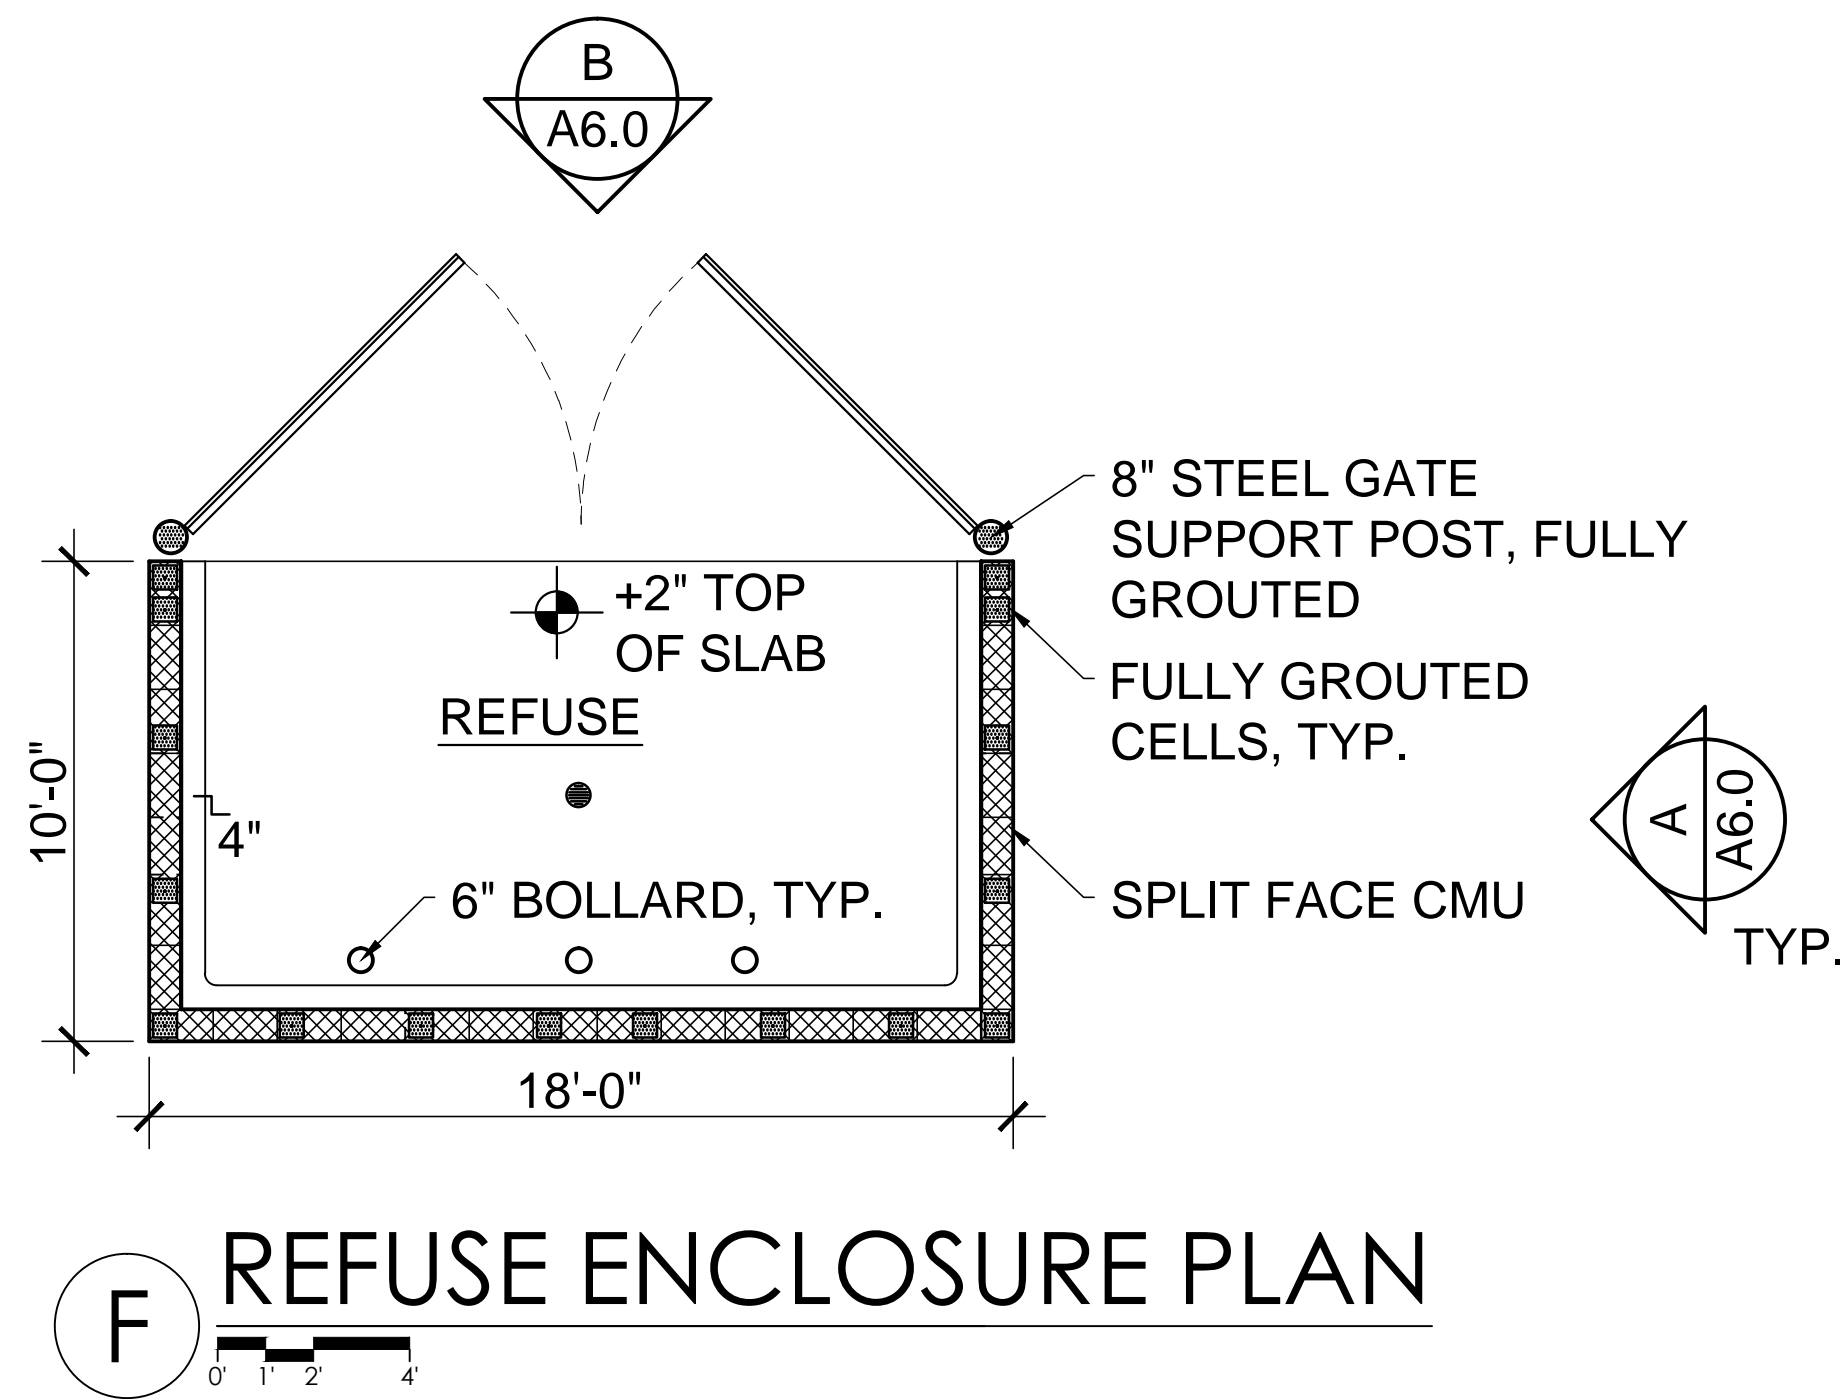 B
A6.0
8" STEEL GATE
SUPPORT POST, FULLY
GROUTED
+2" TOP
OF SLAB
FULLY GROUTED
CELLS, TYP.
REFUSE
10'-0"
4"
A
A6.0
TYP.
6" BOLLARD, TYP.
SPLIT FACE CMU
18'-0"
F
REFUSE ENCLOSURE PLAN
0' 1' 2' 4'